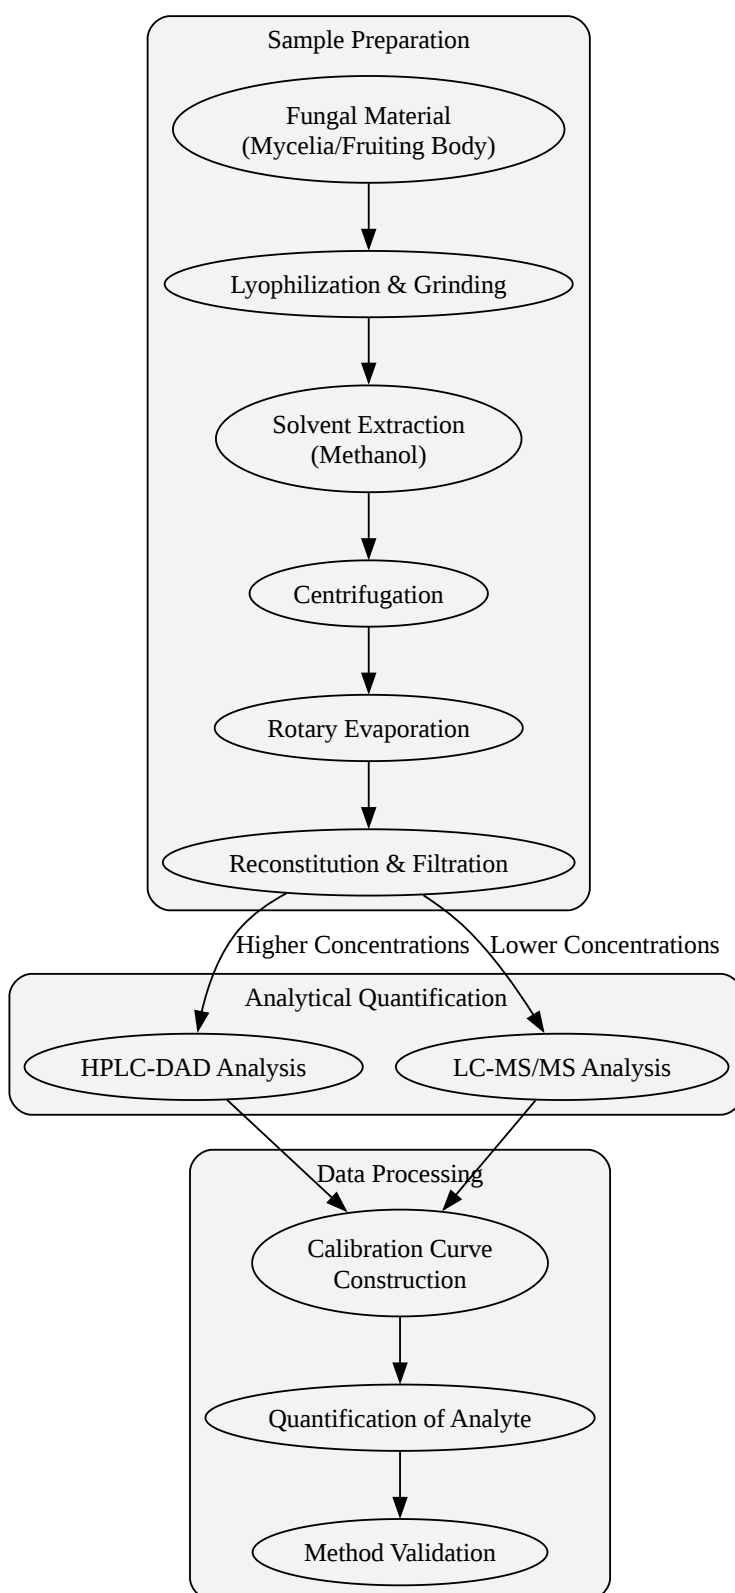 Sample Preparation
Fungal Material
(Mycelia/Fruiting Body)
Lyophilization & Grinding
Solvent Extraction
(Methanol)
Centrifugation
Rotary Evaporation
Reconstitution & Filtration
Higher Concentrations
Lower Concentrations
Analytical Quantification
HPLC-DAD Analysis
LC-MS/MS Analysis
Data Processing
Calibration Curve
Construction
Quantification of Analyte
Method Validation